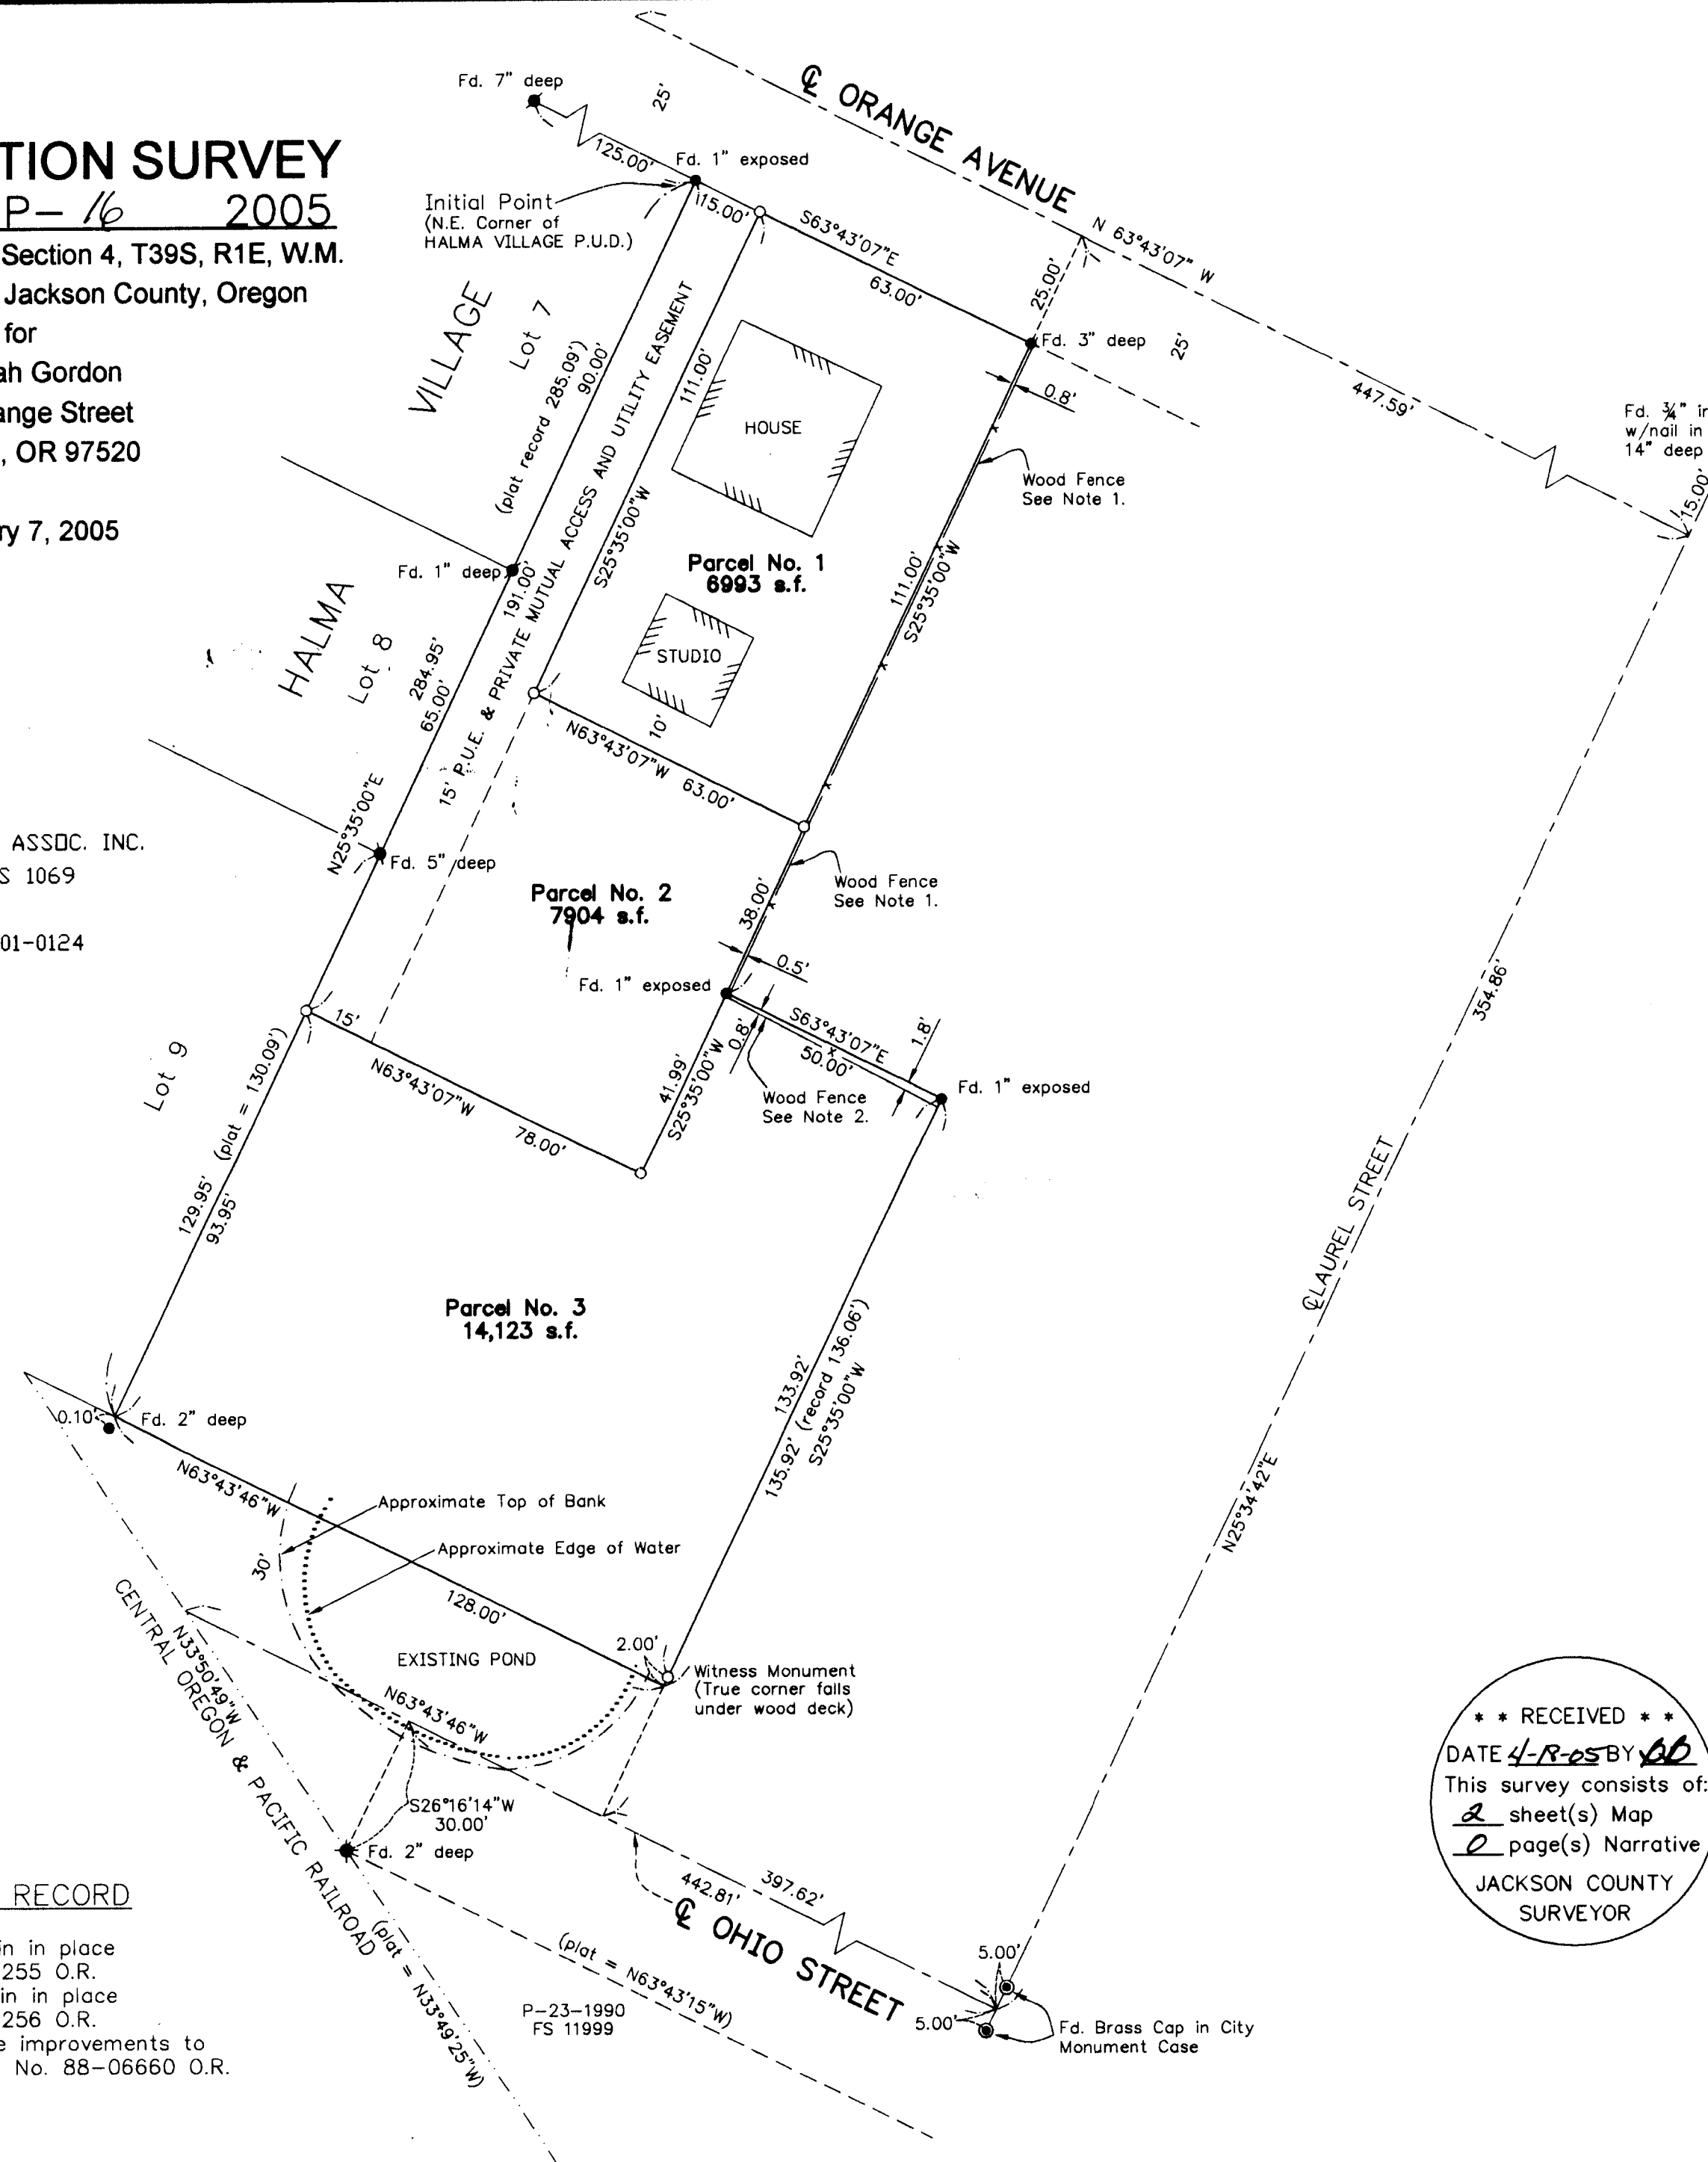 TION SURVEY
P- 16 2005
Section 4, T39S, R1E, W.M.
Jackson County, Oregon
for
ah Gordon
ange Street
, OR 97520
ry 7, 2005
ASSOC. INC.
S 1069
01-0124
Fd. 7" deep
25'
℄ ORANGE AVENUE
N 63°43'07" W
125.00'
Fd. 1" exposed
Initial Point
(N.E. Corner of
HALMA VILLAGE P.U.D.)
15.00'
S63°43'07"E
63.00'
25.00'
Fd. 3" deep
25'
447.59'
Fd. ¾" ir
w/nail in
14" deep
15.00'
HALMA VILLAGE
Lot 7
(plat record 285.09')
90.00'
111.00'
S25°35'00"W
15' P.U.E. & PRIVATE MUTUAL ACCESS AND UTILITY EASEMENT
HOUSE
0.8'
Wood Fence
See Note 1.
Parcel No. 1
6993 s.f.
111.00'
S25°35'00"W
Fd. 1" deep
191.00'
STUDIO
10'
Lot 8
284.95'
65.00'
N63°43'07"W 63.00'
N25°35'00"E
Fd. 5" deep
Parcel No. 2
7904 s.f.
38.00'
Wood Fence
See Note 1.
0.5'
Fd. 1" exposed
S63°43'07"E
50.00'
0.8'
1.8'
Fd. 1" exposed
Wood Fence
See Note 2.
41.99'
S25°35'00"W
15'
N63°43'07"W
78.00'
Lot 9
129.95' (plat = 130.09')
93.95'
354.86'
℄ LAUREL STREET
N25°34'42"E
Parcel No. 3
14,123 s.f.
133.92'
135.92' (record 136.06')
S25°35'00"W
0.10'
Fd. 2" deep
N63°43'46"W
Approximate Top of Bank
Approximate Edge of Water
30'
128.00'
EXISTING POND
2.00'
Witness Monument
(True corner falls
under wood deck)
N63°43'46"W
N33°50'49"W
CENTRAL OREGON & PACIFIC RAILROAD
(plat = N33°49'25"W)
S26°16'14"W
30.00'
Fd. 2" deep
442.81'
397.62'
℄ OHIO STREET
(plat = N63°43'15"W)
P-23-1990
FS 11999
5.00'
5.00'
Fd. Brass Cap in City
Monument Case
RECORD
n in place
255 O.R.
in in place
256 O.R.
e improvements to
No. 88-06660 O.R.
* * RECEIVED * *
DATE BY
This survey consists of:
2 sheet(s) Map
0 page(s) Narrative
JACKSON COUNTY
SURVEYOR